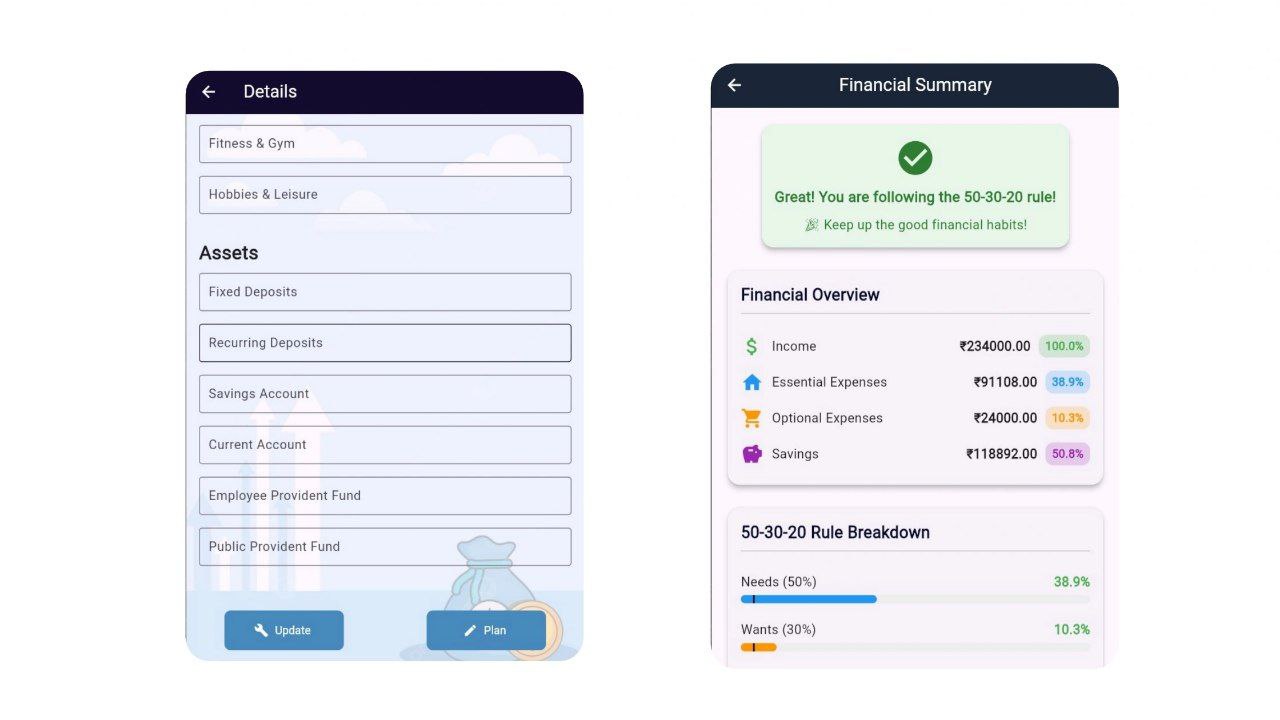 Details
Fitness & Gym
Hobbies & Leisure
Assets
Fixed Deposits
Recurring Deposits
Savings Account
Current Account
Employee Provident Fund
Public Provident Fund
Update
Plan
Financial Summary
Great! You are following the 50-30-20 rule!
🎉 Keep up the good financial habits!
Financial Overview
Income ₹234000.00 100.0%
Essential Expenses ₹91108.00 38.9%
Optional Expenses ₹24000.00 10.3%
Savings ₹118892.00 50.8%
50-30-20 Rule Breakdown
Needs (50%) 38.9%
Wants (30%) 10.3%